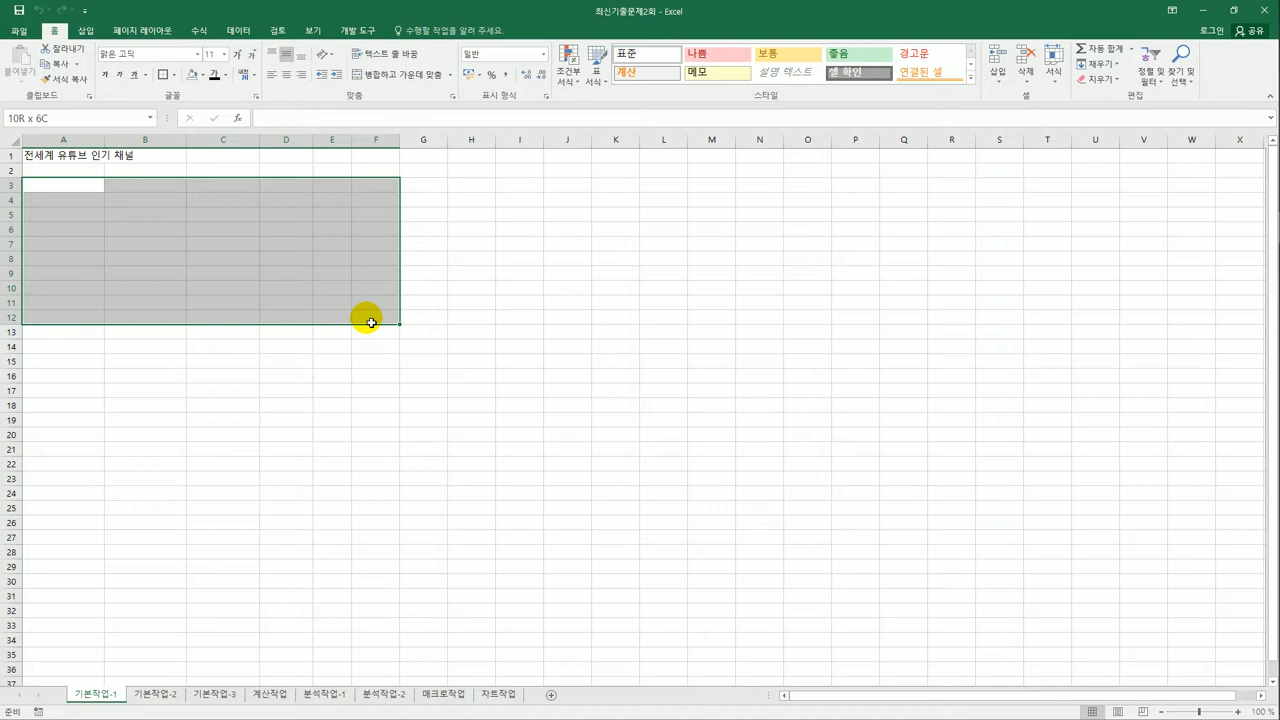 최신기출문제2회 - Excel
파일 홈 삽입 페이지 레이아웃 수식 데이터 검토 보기 개발 도구 수행할 작업을 알려 주세요. 로그인 공유
붙여넣기 잘라내기 복사 서식 복사
맑은 고딕 11 가 가
가 가 가 가 가
텍스트 줄 바꿈
병합하고 가운데 맞춤
일반
% ,
조건부 서식 표 서식
표준 나쁨 보통 좋음 경고문
계산 메모 설명 텍스트 셀 확인 연결된 셀
삽입 삭제 서식
자동 합계 채우기 지우기
정렬 및 필터 찾기 및 선택
클립보드 글꼴 맞춤 표시 형식 스타일 셀 편집
10R x 6C fx
A B C D E F G H I J K L M N O P Q R S T U V W X
1 전세계 유튜브 인기 채널
2
3
4
5
6
7
8
9
10
11
12
13
14
15
16
17
18
19
20
21
22
23
24
25
26
27
28
29
30
31
32
33
34
35
36
37
기본작업-1 기본작업-2 기본작업-3 계산작업 분석작업-1 분석작업-2 매크로작업 차트작업
준비 100 %